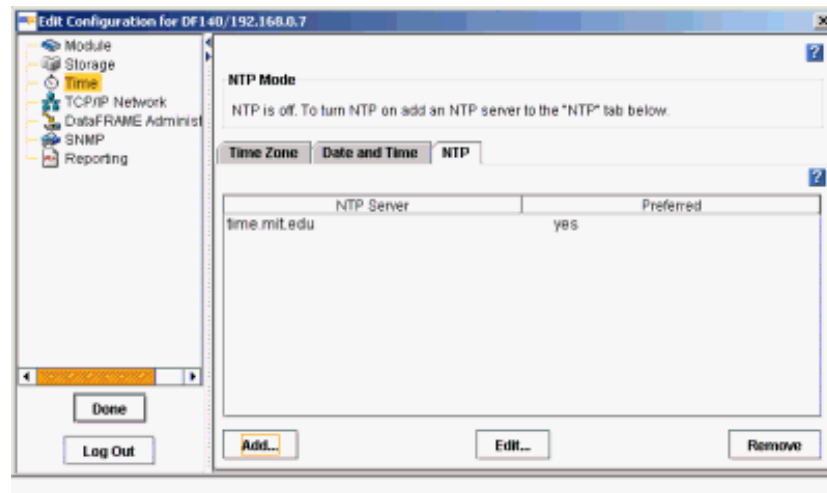 Edit Configuration for DF140/192.168.0.7
Module
Storage
Time
TCP/IP Network
DataFRAME Administ
SNMP
Reporting
Done
Log Out
NTP Mode
NTP is off. To turn NTP on add an NTP server to the "NTP" tab below.
Time Zone Date and Time NTP
NTP Server Preferred
time.mit.edu yes
Add... Edit... Remove